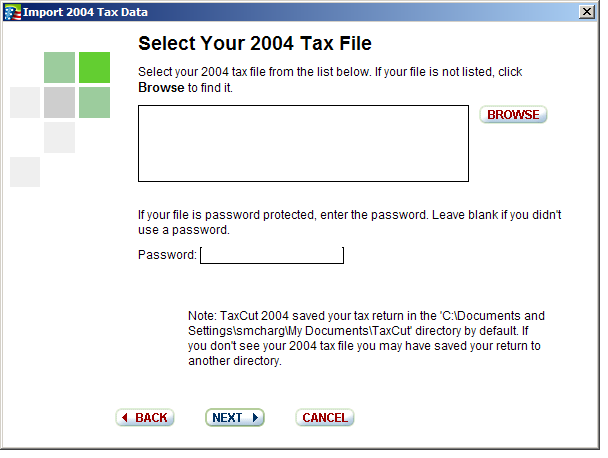 Import 2004 Tax Data
Select Your 2004 Tax File
Select your 2004 tax file from the list below. If your file is not listed, click
Browse to find it.
BROWSE
If your file is password protected, enter the password. Leave blank if you didn't
use a password.
Password:
Note: TaxCut 2004 saved your tax return in the 'C:\Documents and
Settings\smcharg\My Documents\TaxCut' directory by default. If
you don't see your 2004 tax file you may have saved your return to
another directory.
BACK
NEXT
CANCEL